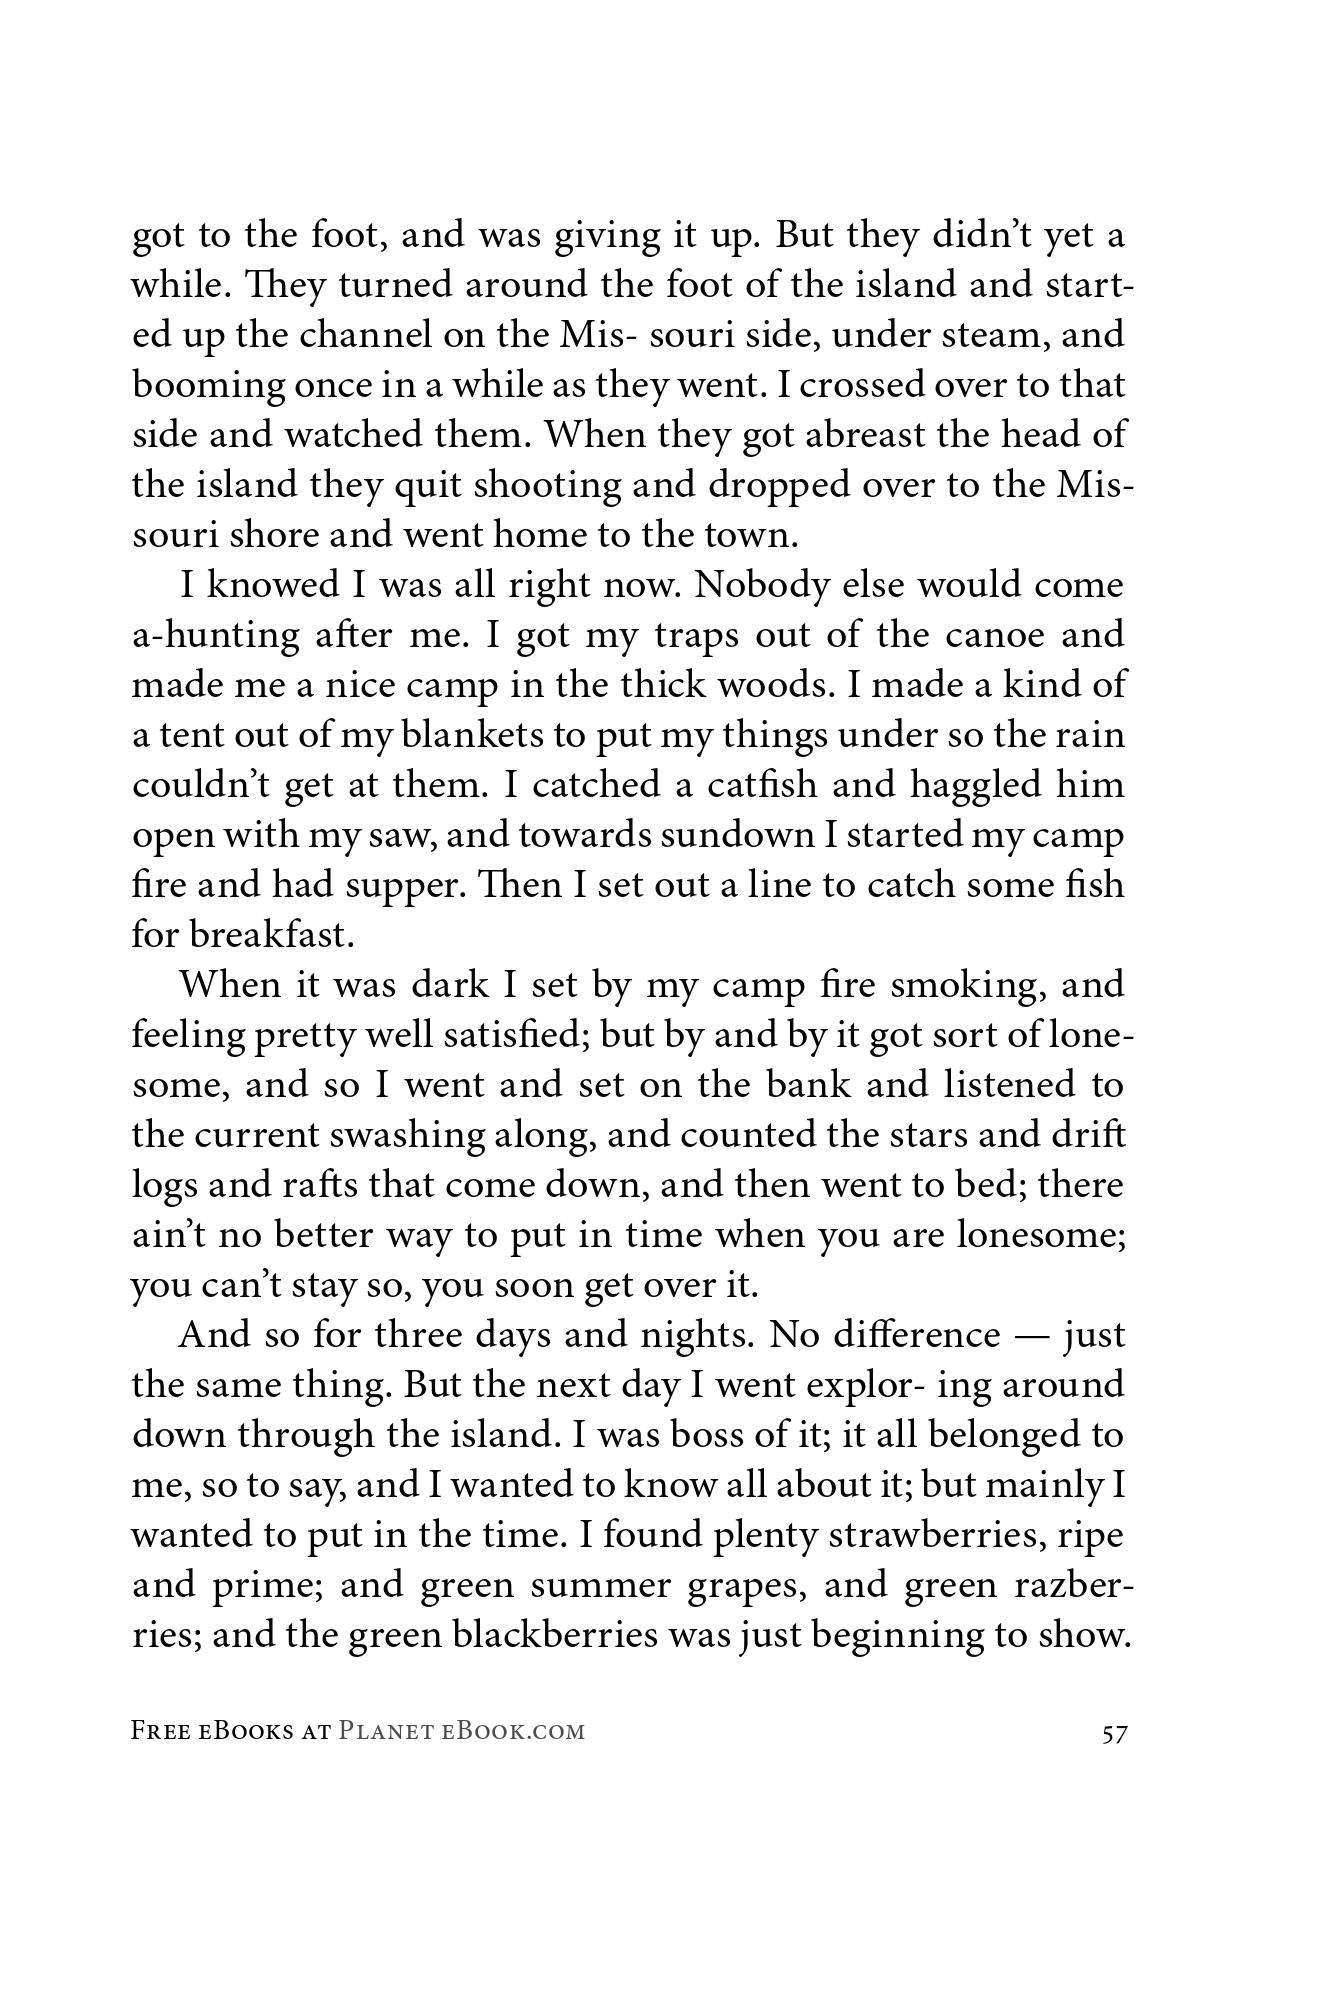 got to the foot, and was giving it up. But they didn’t yet a
while. They turned around the foot of the island and start-
ed up the channel on the Mis- souri side, under steam, and
booming once in a while as they went. I crossed over to that
side and watched them. When they got abreast the head of
the island they quit shooting and dropped over to the Mis-
souri shore and went home to the town.
I knowed I was all right now. Nobody else would come
a-hunting after me. I got my traps out of the canoe and
made me a nice camp in the thick woods. I made a kind of
a tent out of my blankets to put my things under so the rain
couldn’t get at them. I catched a catfish and haggled him
open with my saw, and towards sundown I started my camp
fire and had supper. Then I set out a line to catch some fish
for breakfast.
When it was dark I set by my camp fire smoking, and
feeling pretty well satisfied; but by and by it got sort of lone-
some, and so I went and set on the bank and listened to
the current swashing along, and counted the stars and drift
logs and rafts that come down, and then went to bed; there
ain’t no better way to put in time when you are lonesome;
you can’t stay so, you soon get over it.
And so for three days and nights. No difference — just
the same thing. But the next day I went explor- ing around
down through the island. I was boss of it; it all belonged to
me, so to say, and I wanted to know all about it; but mainly I
wanted to put in the time. I found plenty strawberries, ripe
and prime; and green summer grapes, and green razber-
ries; and the green blackberries was just beginning to show.
Free eBooks at Planet eBook.com 57